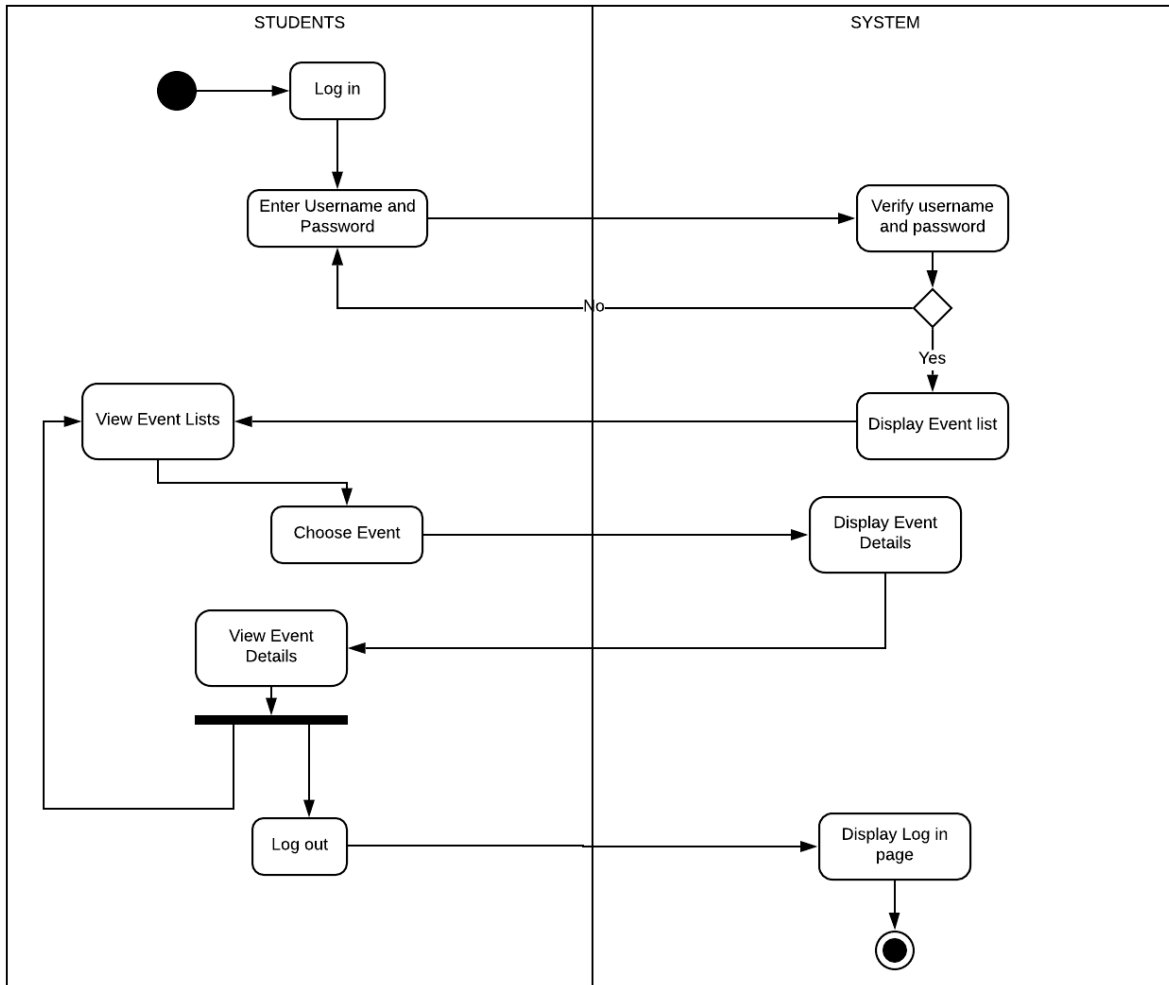 STUDENTS
SYSTEM
Log in
Enter Username and
Password
Verify username
and password
No
Yes
View Event Lists
Display Event list
Choose Event
Display Event
Details
View Event
Details
Log out
Display Log in
page